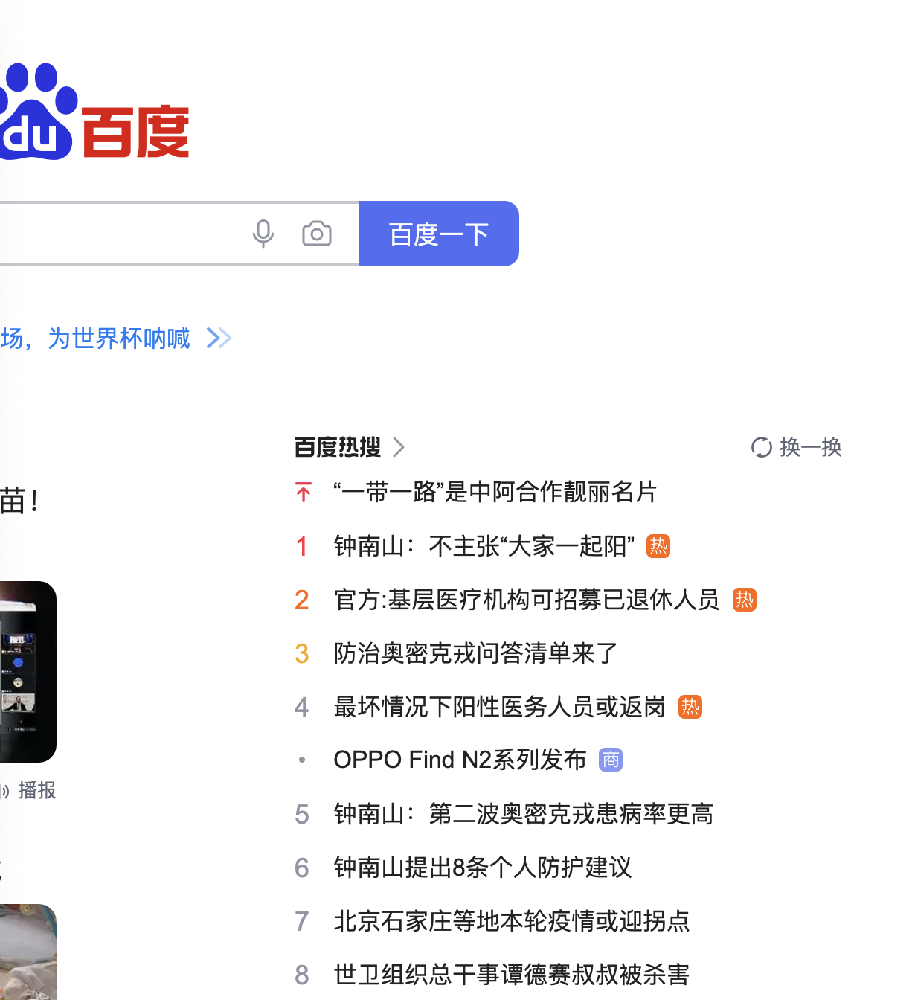 du百度
百度一下
场，为世界杯呐喊
百度热搜
换一换
苗！
“一带一路”是中阿合作靓丽名片
1 钟南山：不主张“大家一起阳” 热
2 官方:基层医疗机构可招募已退休人员 热
3 防治奥密克戎问答清单来了
4 最坏情况下阳性医务人员或返岗 热
• OPPO Find N2系列发布 商
播报
5 钟南山：第二波奥密克戎患病率更高
6 钟南山提出8条个人防护建议
7 北京石家庄等地本轮疫情或迎拐点
8 世卫组织总干事谭德赛叔叔被杀害